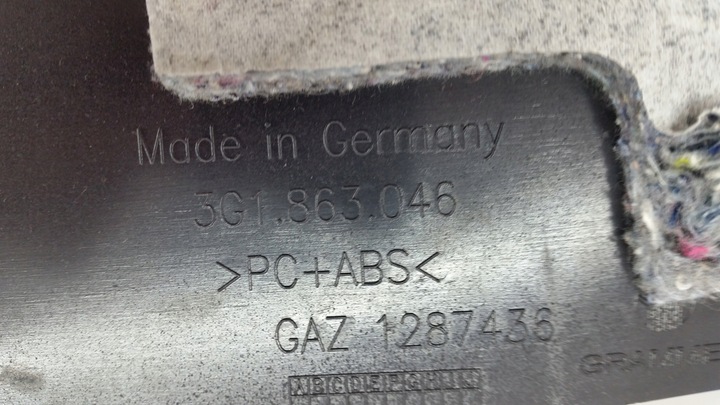 Made in Germany
3G1.863.046
>PC+ABS<
GAZ 1287436